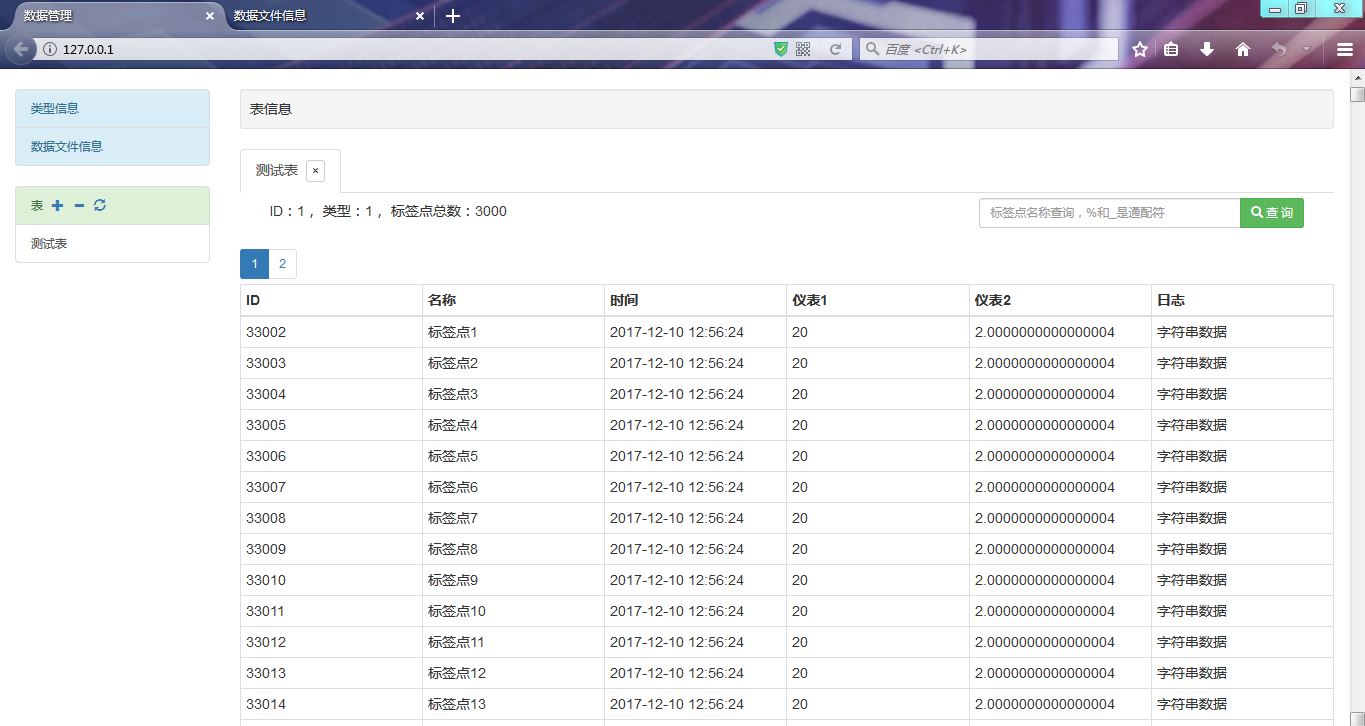 数据管理 数据文件信息
127.0.0.1 百度 <Ctrl+K>
类型信息
数据文件信息
表
测试表
表信息
测试表 ×
ID：1 ，类型：1 ，标签点总数：3000 标签点名称查询，%和_是通配符 查询
1 2
ID 名称 时间 仪表1 仪表2 日志
33002 标签点1 2017-12-10 12:56:24 20 2.0000000000000004 字符串数据
33003 标签点2 2017-12-10 12:56:24 20 2.0000000000000004 字符串数据
33004 标签点3 2017-12-10 12:56:24 20 2.0000000000000004 字符串数据
33005 标签点4 2017-12-10 12:56:24 20 2.0000000000000004 字符串数据
33006 标签点5 2017-12-10 12:56:24 20 2.0000000000000004 字符串数据
33007 标签点6 2017-12-10 12:56:24 20 2.0000000000000004 字符串数据
33008 标签点7 2017-12-10 12:56:24 20 2.0000000000000004 字符串数据
33009 标签点8 2017-12-10 12:56:24 20 2.0000000000000004 字符串数据
33010 标签点9 2017-12-10 12:56:24 20 2.0000000000000004 字符串数据
33011 标签点10 2017-12-10 12:56:24 20 2.0000000000000004 字符串数据
33012 标签点11 2017-12-10 12:56:24 20 2.0000000000000004 字符串数据
33013 标签点12 2017-12-10 12:56:24 20 2.0000000000000004 字符串数据
33014 标签点13 2017-12-10 12:56:24 20 2.0000000000000004 字符串数据